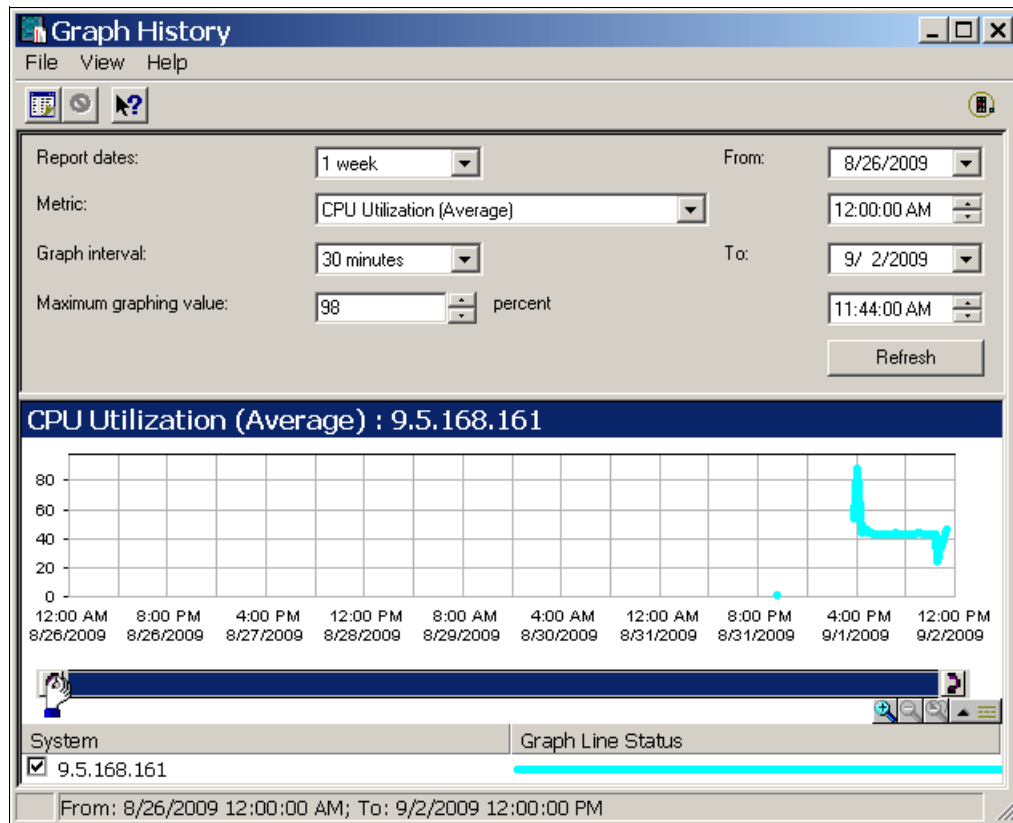 Graph History
File View Help
Report dates: 1 week From: 8/26/2009
Metric: CPU Utilization (Average) 12:00:00 AM
Graph interval: 30 minutes To: 9/ 2/2009
Maximum graphing value: 98 percent 11:44:00 AM
Refresh
CPU Utilization (Average) : 9.5.168.161
80
60
40
20
0
12:00 AM 8:00 PM 4:00 PM 12:00 PM 8:00 AM 4:00 AM 12:00 AM 8:00 PM 4:00 PM 12:00 PM
8/26/2009 8/26/2009 8/27/2009 8/28/2009 8/29/2009 8/30/2009 8/31/2009 8/31/2009 9/1/2009 9/2/2009
System Graph Line Status
9.5.168.161
From: 8/26/2009 12:00:00 AM; To: 9/2/2009 12:00:00 PM